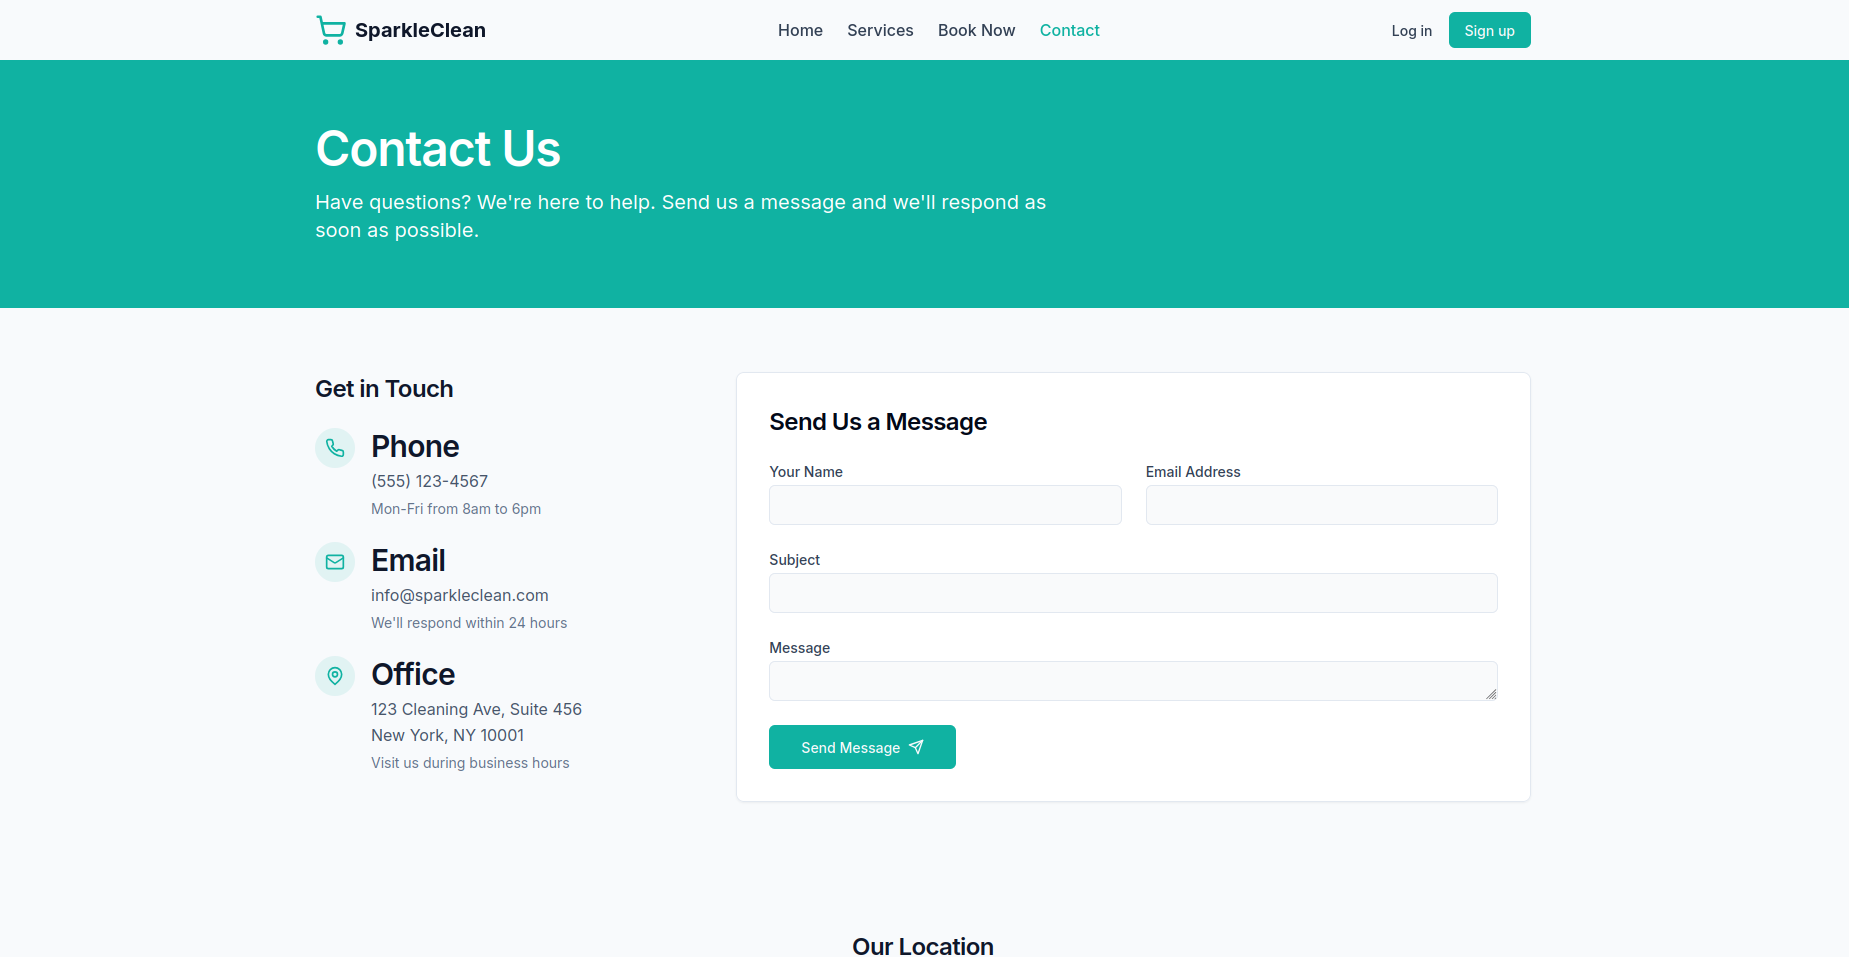 SparkleClean
Home
Services
Book Now
Contact
Log in
Sign up
Contact Us
Have questions? We're here to help. Send us a message and we'll respond as
soon as possible.
Get in Touch
Phone
(555) 123-4567
Mon-Fri from 8am to 6pm
Email
info@sparkleclean.com
We'll respond within 24 hours
Office
123 Cleaning Ave, Suite 456
New York, NY 10001
Visit us during business hours
Send Us a Message
Your Name
Email Address
Subject
Message
Send Message
Our Location